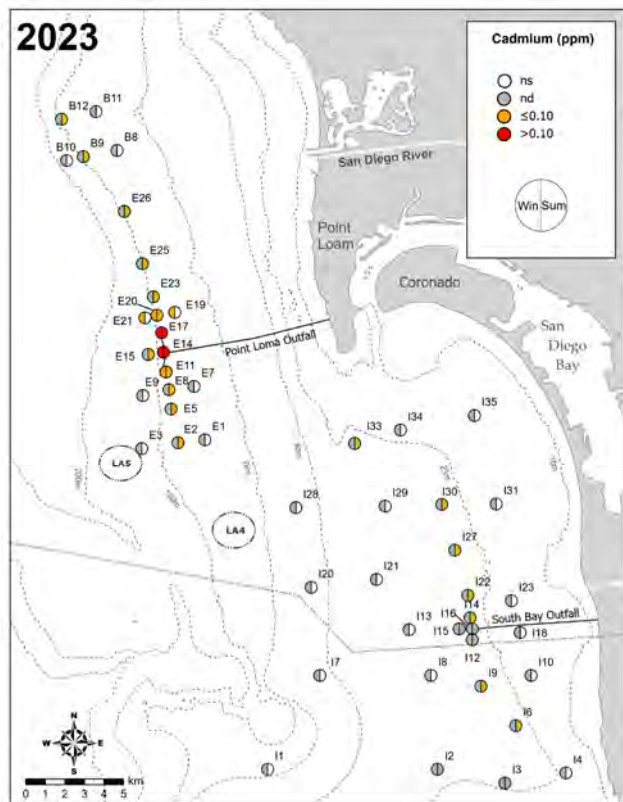 2023
Cadmium (ppm)
ns
nd
≤0.10
>0.10
Win Sum
B12
B11
B10
B9
B8
San Diego River
E26
Point
Loam
Coronado
E25
E23
E20
E19
E21
E17
San
Diego
Bay
E14
Point Loma Outfall
E15
E11
E9
E8
E7
E5
E3
E2
E1
LA5
LA4
I35
I34
I33
I28
I29
I30
I31
I27
I20
I21
I22
I23
I14
I16
South Bay Outfall
I13
I15
I18
I12
I7
I8
I10
I9
I6
N
W E
S
I1
I2
I3
I4
0 1 2 3 4 5
km